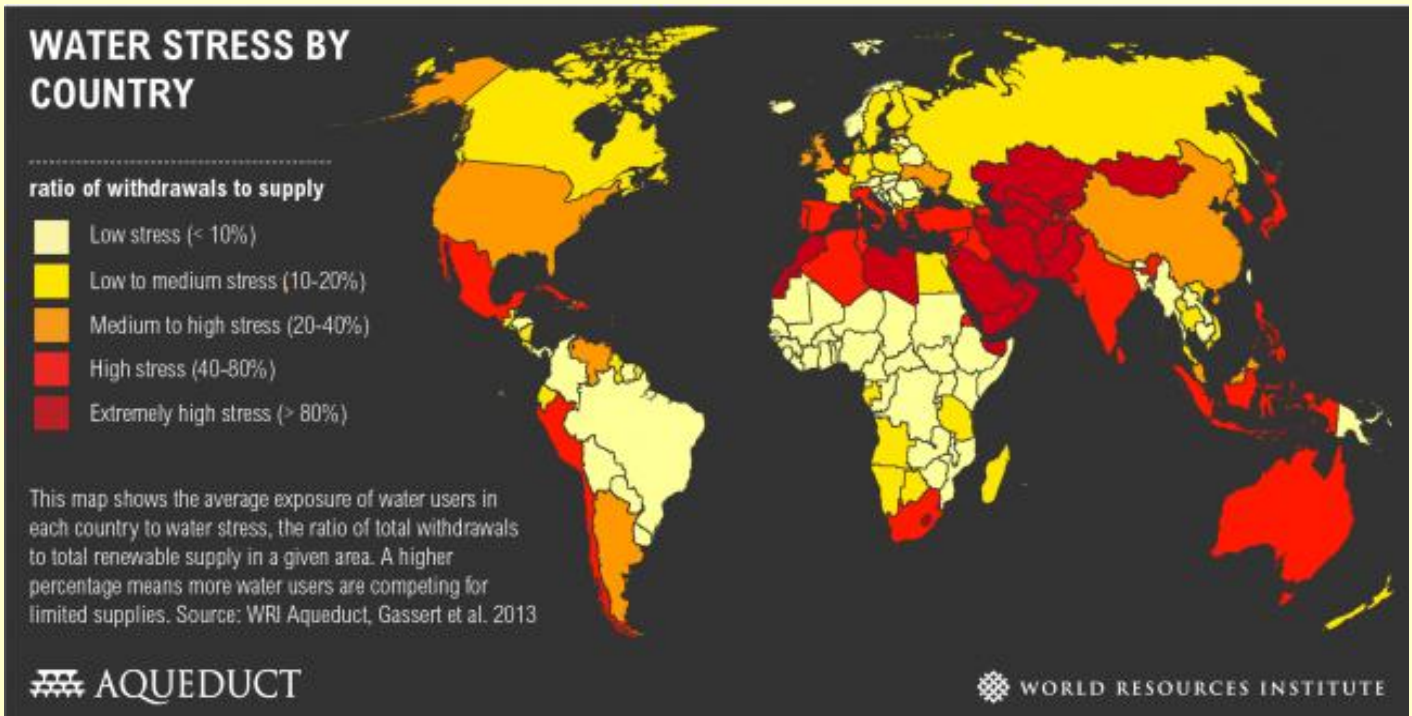 WATER STRESS BY
COUNTRY
ratio of withdrawals to supply
Low stress (< 10%)
Low to medium stress (10-20%)
Medium to high stress (20-40%)
High stress (40-80%)
Extremely high stress (> 80%)
This map shows the average exposure of water users in
each country to water stress, the ratio of total withdrawals
to total renewable supply in a given area. A higher
percentage means more water users are competing for
limited supplies. Source: WRI Aqueduct, Gassert et al. 2013
AQUEDUCT
WORLD RESOURCES INSTITUTE